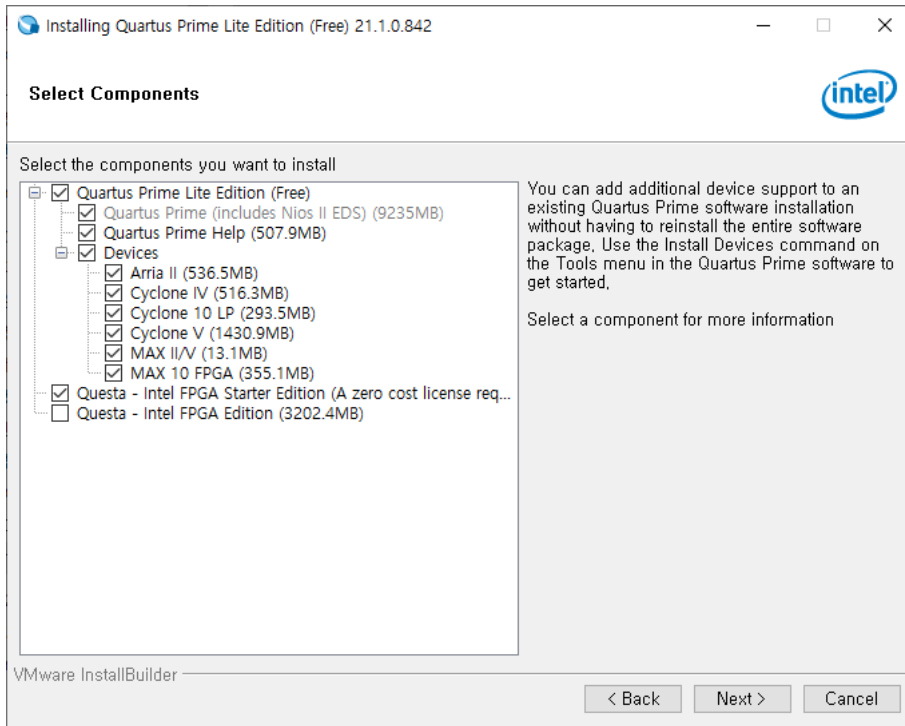 Installing Quartus Prime Lite Edition (Free) 21.1.0.842
Select Components
intel
Select the components you want to install
Quartus Prime Lite Edition (Free)
Quartus Prime (includes Nios II EDS) (9235MB)
Quartus Prime Help (507.9MB)
Devices
Arria II (536.5MB)
Cyclone IV (516.3MB)
Cyclone 10 LP (293.5MB)
Cyclone V (1430.9MB)
MAX II/V (13.1MB)
MAX 10 FPGA (355.1MB)
Questa - Intel FPGA Starter Edition (A zero cost license req...
Questa - Intel FPGA Edition (3202.4MB)
You can add additional device support to an
existing Quartus Prime software installation
without having to reinstall the entire software
package. Use the Install Devices command on
the Tools menu in the Quartus Prime software to
get started.
Select a component for more information
VMware InstallBuilder
< Back
Next >
Cancel